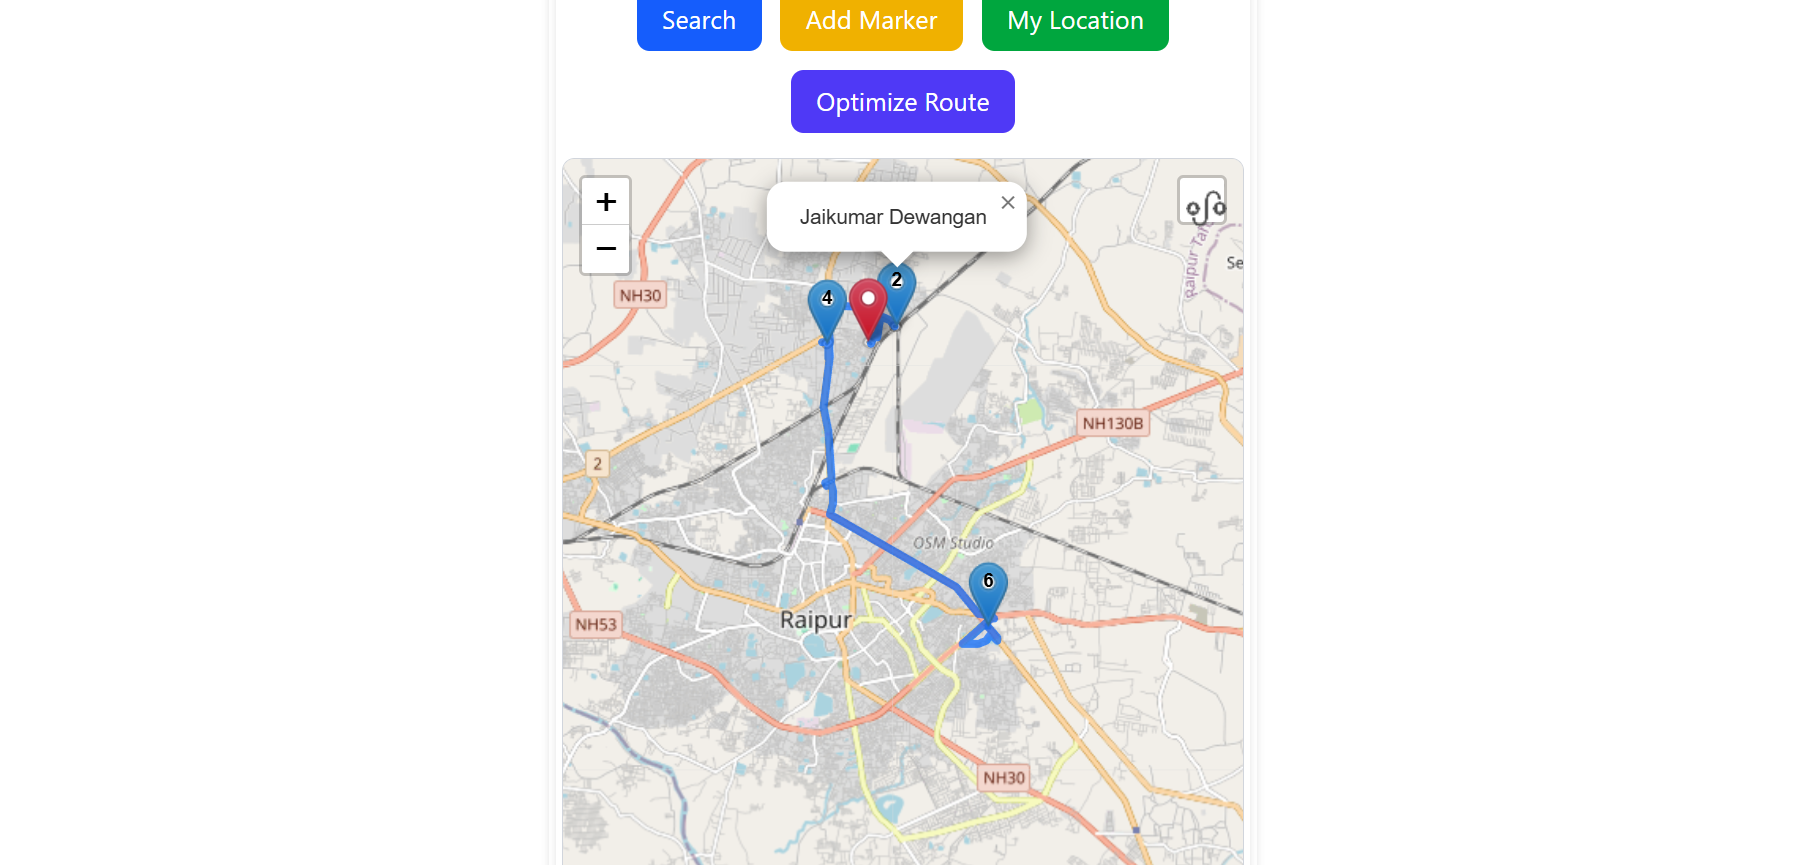 Search
Add Marker
My Location
Optimize Route
+
−
Jaikumar Dewangan
×
2
4
NH30
Raipur Tah
Se
NH130B
2
OSM Studio
6
Raipur
NH53
NH30